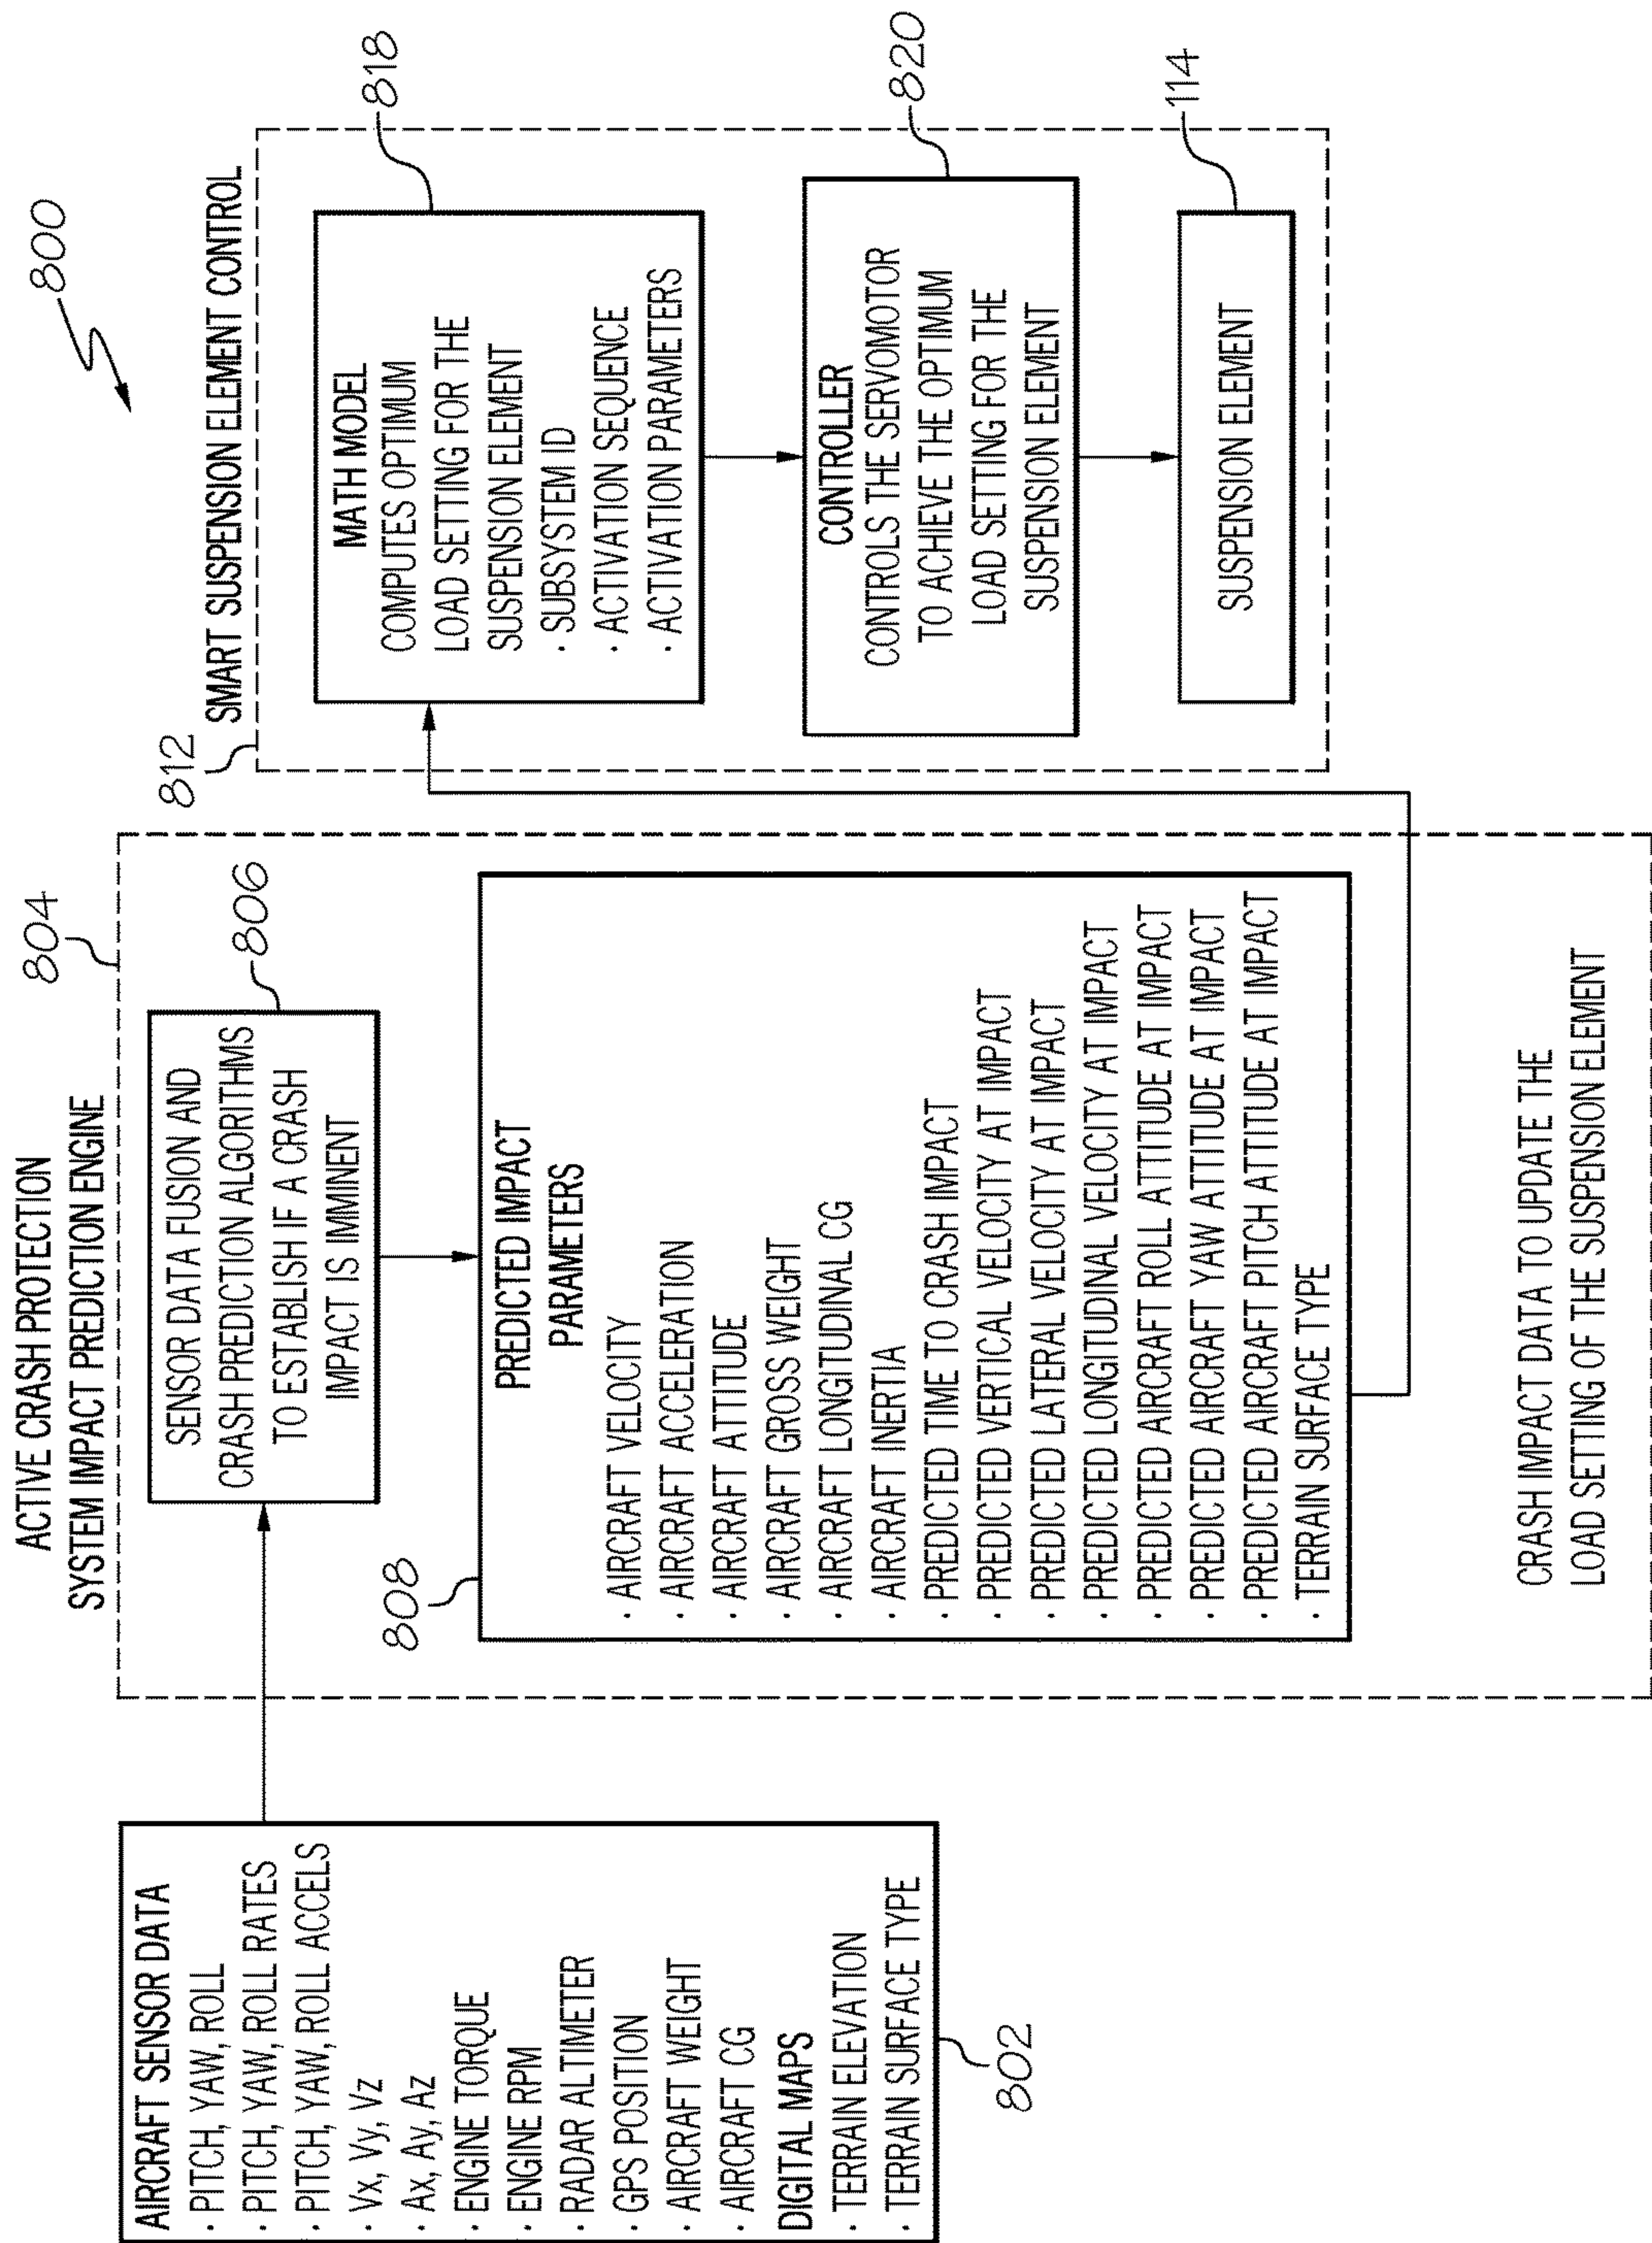 800
AIRCRAFT SENSOR DATA
· PITCH, YAW, ROLL
· PITCH, YAW, ROLL RATES
· PITCH, YAW, ROLL ACCELS
· Vx, Vy, Vz
· Ax, Ay, Az
· ENGINE TORQUE
· ENGINE RPM
· RADAR ALTIMETER
· GPS POSITION
· AIRCRAFT WEIGHT
· AIRCRAFT CG
DIGITAL MAPS
· TERRAIN ELEVATION
· TERRAIN SURFACE TYPE
802
ACTIVE CRASH PROTECTION
SYSTEM IMPACT PREDICTION ENGINE
804
SENSOR DATA FUSION AND
CRASH PREDICTION ALGORITHMS
TO ESTABLISH IF A CRASH
IMPACT IS IMMINENT
806
808
PREDICTED IMPACT
PARAMETERS
· AIRCRAFT VELOCITY
· AIRCRAFT ACCELERATION
· AIRCRAFT ATTITUDE
· AIRCRAFT GROSS WEIGHT
· AIRCRAFT LONGITUDINAL CG
· AIRCRAFT INERTIA
· PREDICTED TIME TO CRASH IMPACT
· PREDICTED VERTICAL VELOCITY AT IMPACT
· PREDICTED LATERAL VELOCITY AT IMPACT
· PREDICTED LONGITUDINAL VELOCITY AT IMPACT
· PREDICTED AIRCRAFT ROLL ATTITUDE AT IMPACT
· PREDICTED AIRCRAFT YAW ATTITUDE AT IMPACT
· PREDICTED AIRCRAFT PITCH ATTITUDE AT IMPACT
· TERRAIN SURFACE TYPE
CRASH IMPACT DATA TO UPDATE THE
LOAD SETTING OF THE SUSPENSION ELEMENT
812
SMART SUSPENSION ELEMENT CONTROL
MATH MODEL
COMPUTES OPTIMUM
LOAD SETTING FOR THE
SUSPENSION ELEMENT
· SUBSYSTEM ID
· ACTIVATION SEQUENCE
· ACTIVATION PARAMETERS
818
CONTROLLER
CONTROLS THE SERVOMOTOR
TO ACHIEVE THE OPTIMUM
LOAD SETTING FOR THE
SUSPENSION ELEMENT
820
SUSPENSION ELEMENT
114